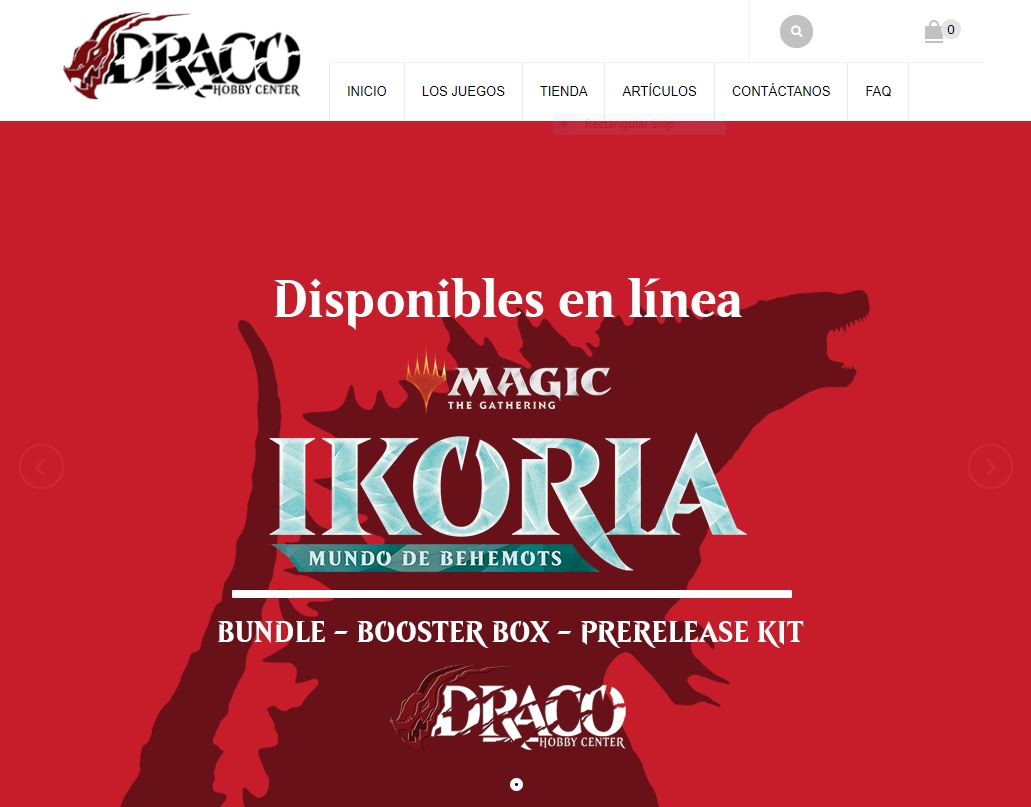 DRACO
HOBBY CENTER
0
INICIO
LOS JUEGOS
TIENDA
ARTÍCULOS
CONTÁCTANOS
FAQ
Rectangular Snip
Disponibles en línea
MAGIC
THE GATHERING
IKORIA
MUNDO DE BEHEMOTS
BUNDLE – BOOSTER BOX – PRERELEASE KIT
DRACO
HOBBY CENTER